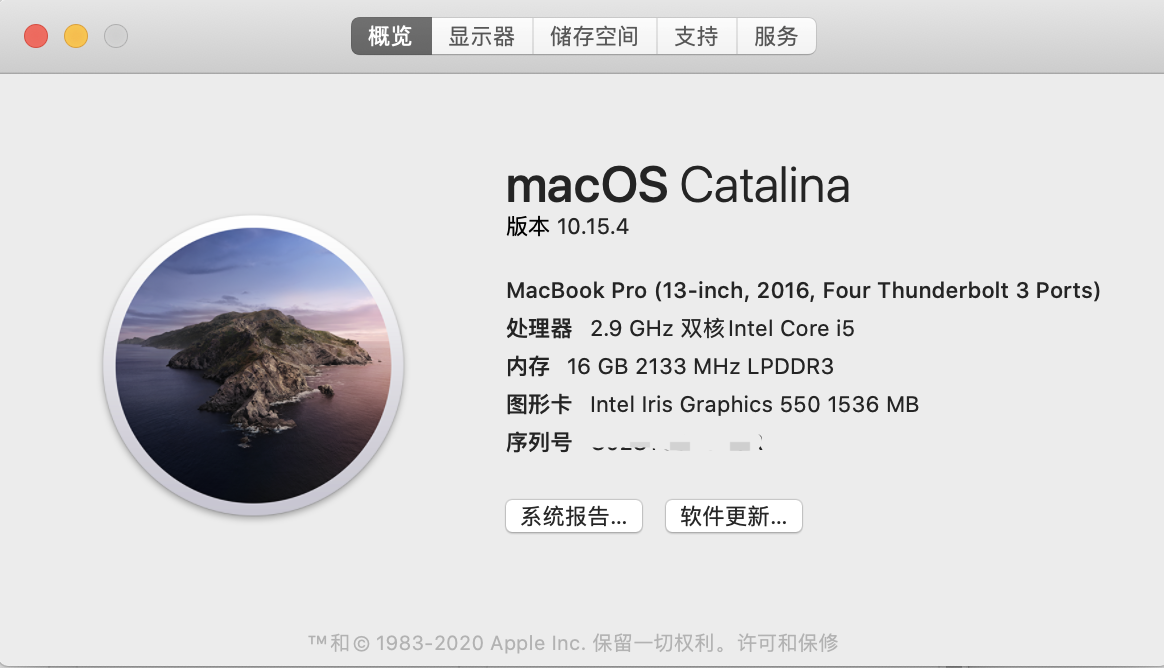 概览 显示器 储存空间 支持 服务
macOS Catalina
版本 10.15.4
MacBook Pro (13-inch, 2016, Four Thunderbolt 3 Ports)
处理器 2.9 GHz 双核Intel Core i5
内存 16 GB 2133 MHz LPDDR3
图形卡 Intel Iris Graphics 550 1536 MB
序列号
系统报告... 软件更新...
™和© 1983-2020 Apple Inc. 保留一切权利。许可和保修